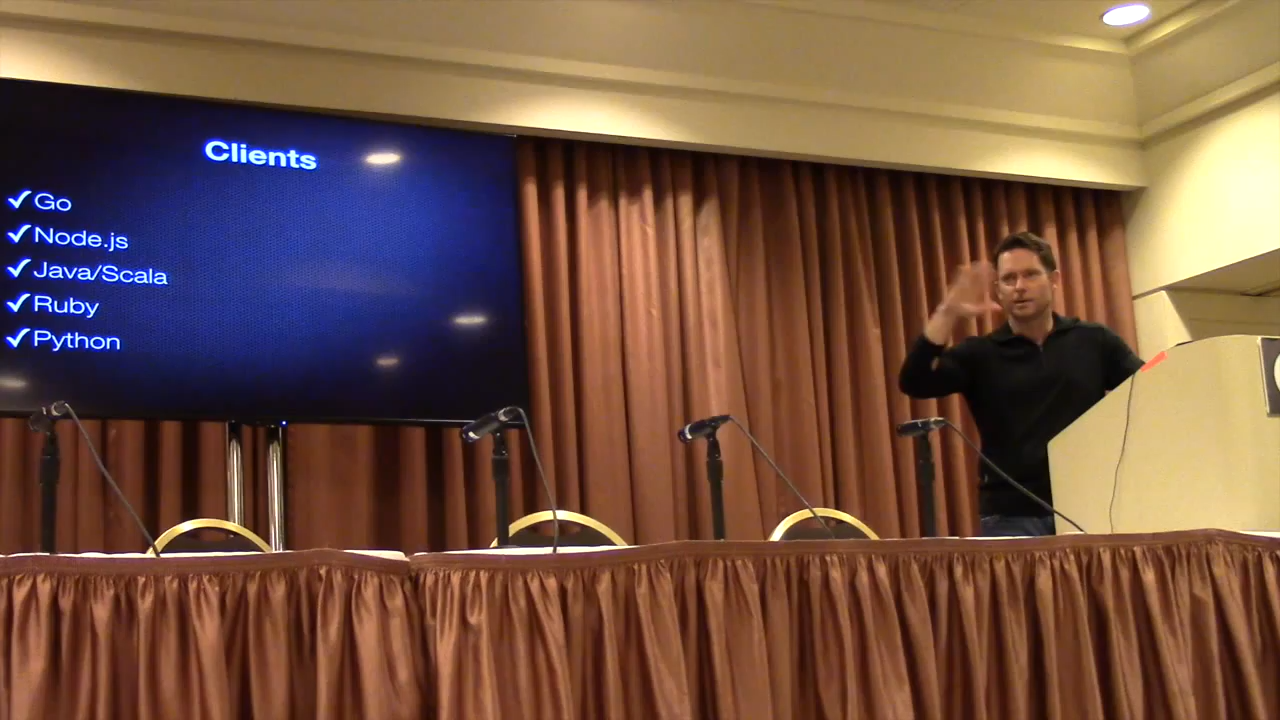 Clients
✓Go
✓Node.js
✓Java/Scala
✓Ruby
✓Python